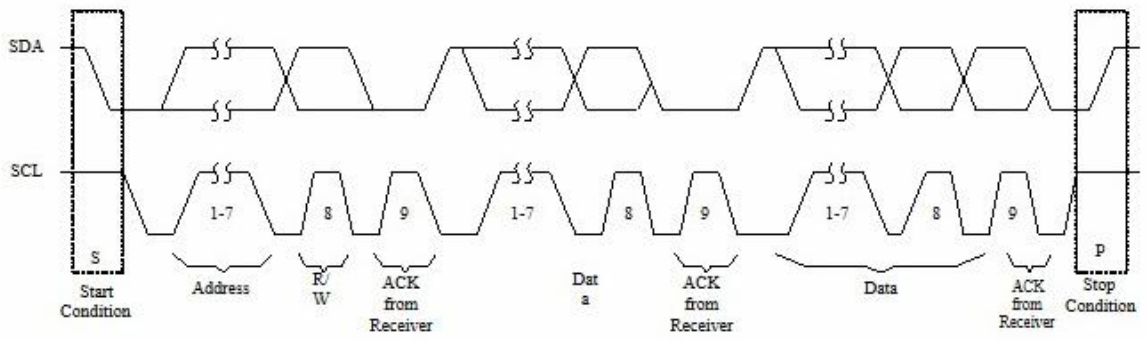 SDA
SCL
1-7
8
9
1-7
8
9
1-7
8
9
S
P
Start
Condition
Address
R/
W
ACK
from
Receiver
Dat
a
ACK
from
Receiver
Data
ACK
from
Receiver
Stop
Condition